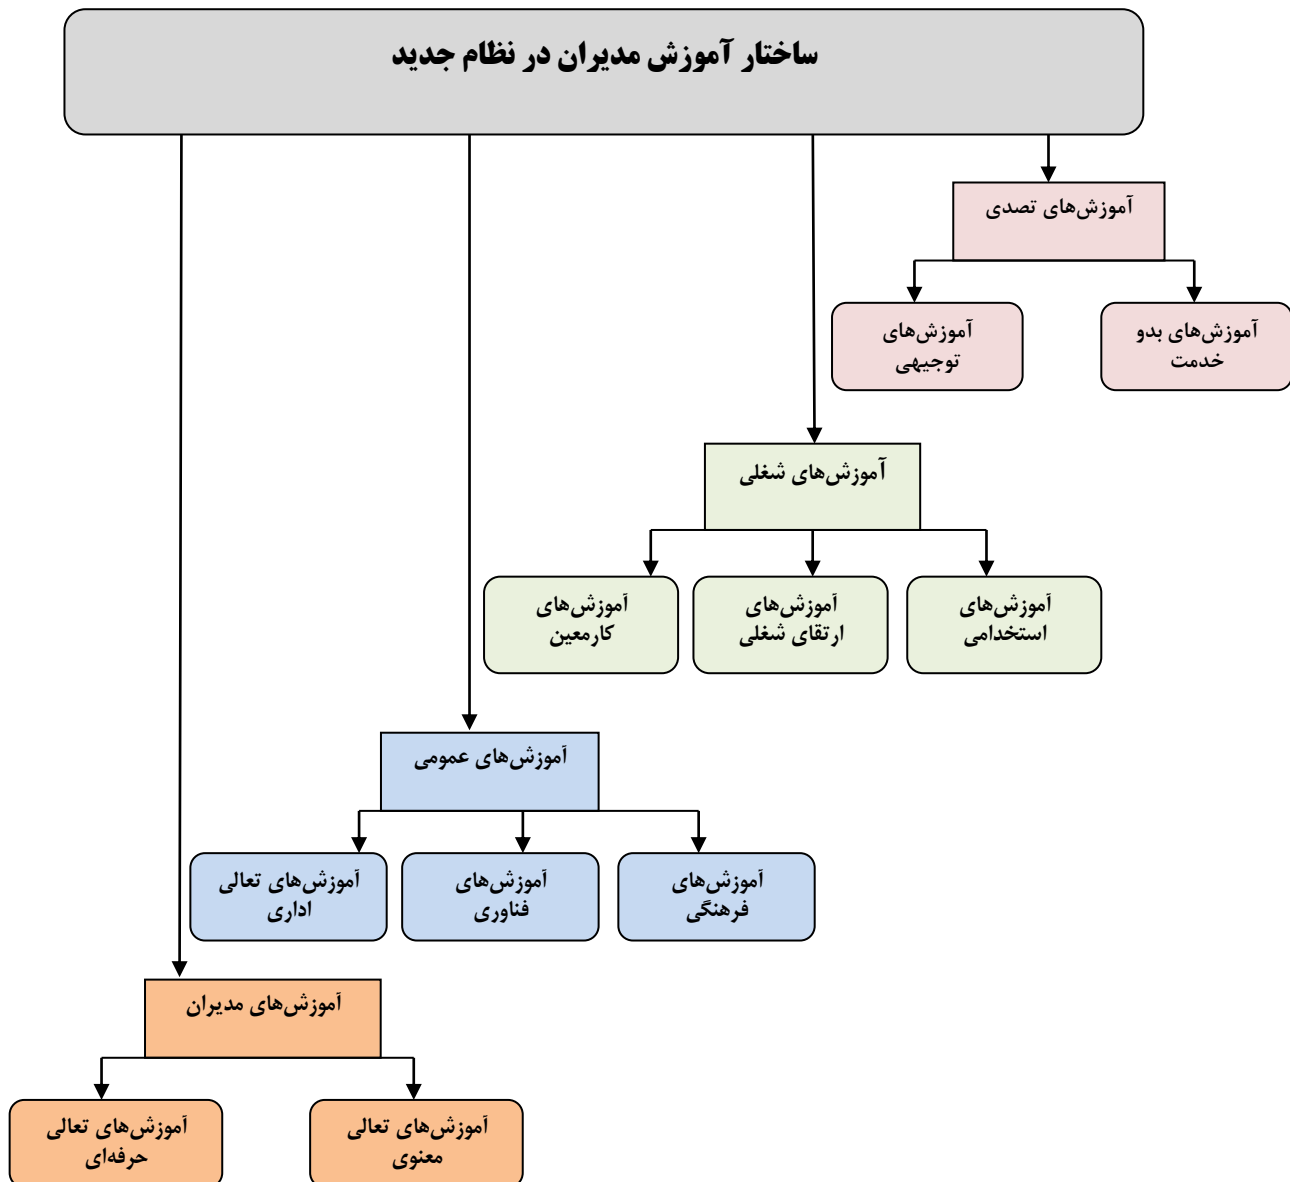 ساختار آموزش مدیران در نظام جدید
آموزش‌های تصدی
آموزش‌های بدو
خدمت
آموزش‌های
توجیهی
آموزش‌های شغلی
آموزش‌های
استخدامی
آموزش‌های
ارتقای شغلی
آموزش‌های
کارمعین
آموزش‌های عمومی
آموزش‌های
فرهنگی
آموزش‌های
فناوری
آموزش‌های تعالی
اداری
آموزش‌های مدیران
آموزش‌های تعالی
معنوی
آموزش‌های تعالی
حرفه‌ای